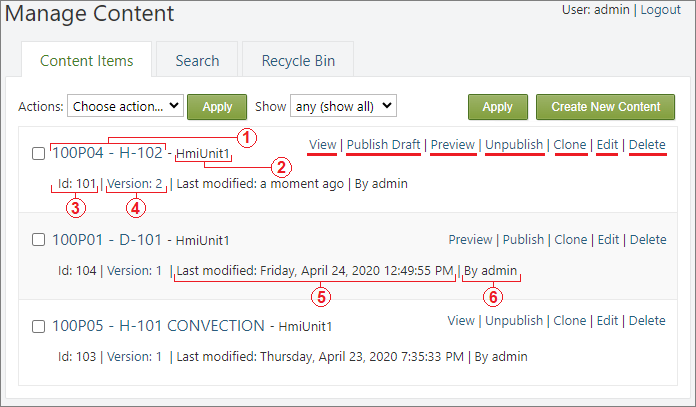 Manage Content
User: admin | Logout
Content Items Search Recycle Bin
Actions: Choose action... Apply Show any (show all) Apply Create New Content
1
100P04 - H-102 - HmiUnit1 View | Publish Draft | Preview | Unpublish | Clone | Edit | Delete
2
Id: 101 | Version: 2 | Last modified: a moment ago | By admin
3 4
100P01 - D-101 - HmiUnit1 Preview | Publish | Clone | Edit | Delete
Id: 104 | Version: 1 | Last modified: Friday, April 24, 2020 12:49:55 PM | By admin
5 6
100P05 - H-101 CONVECTION - HmiUnit1 View | Unpublish | Clone | Edit | Delete
Id: 103 | Version: 1 | Last modified: Thursday, April 23, 2020 7:35:33 PM | By admin